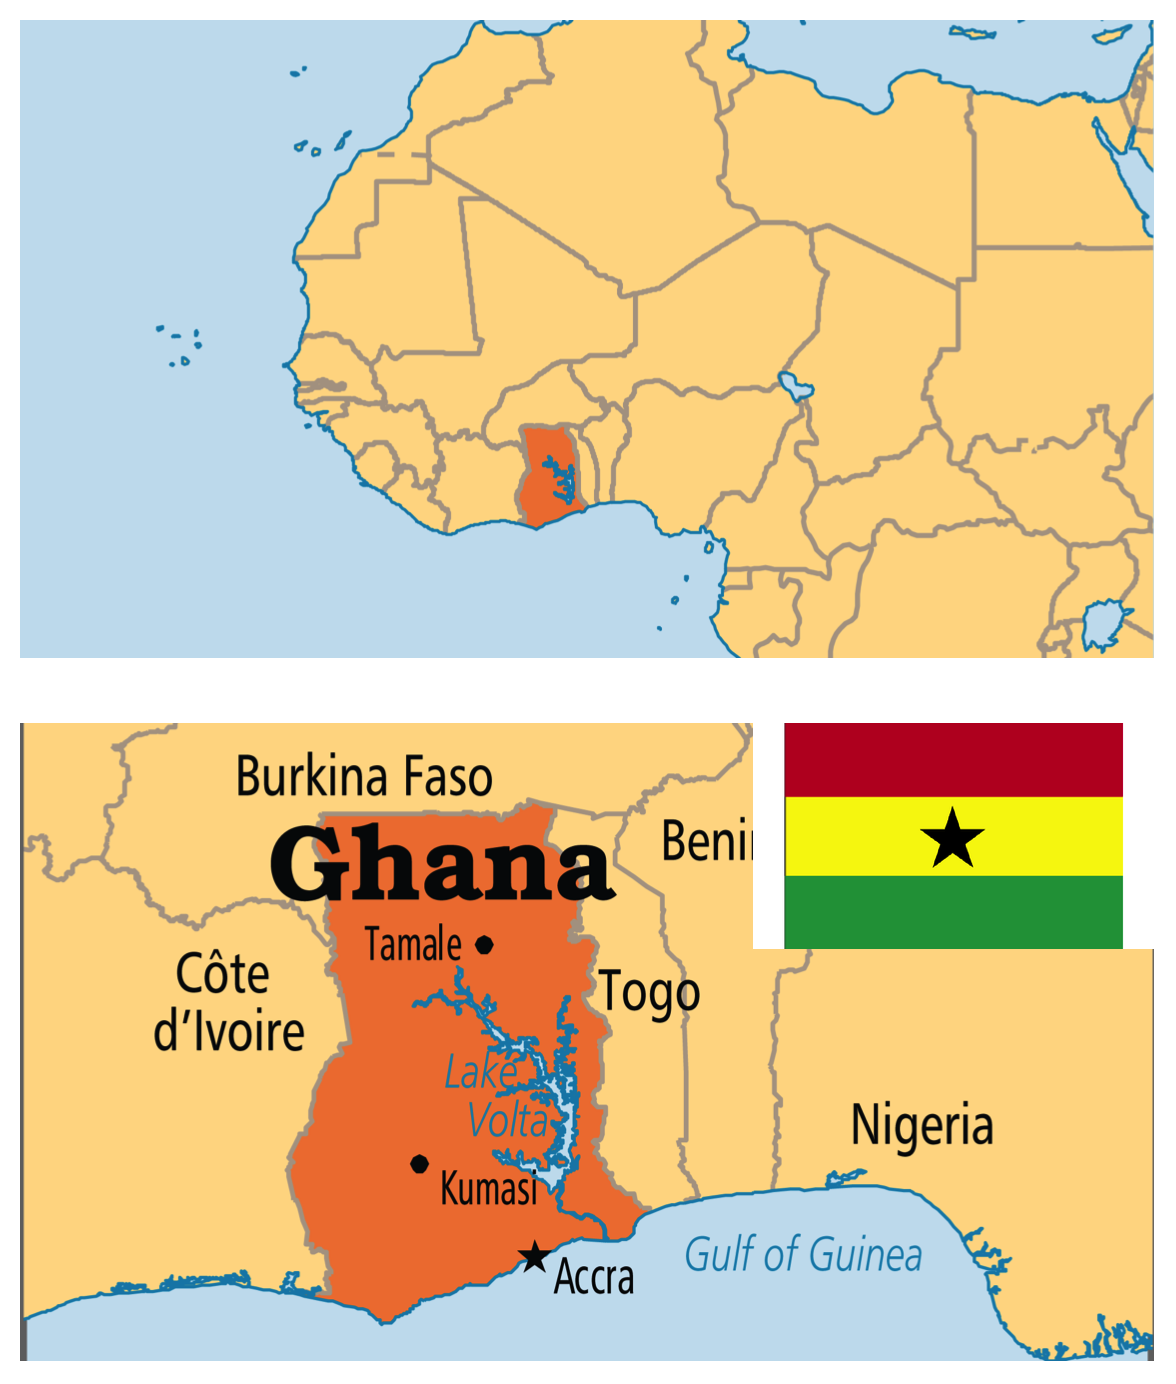 Burkina Faso
Ghana
Benin
Tamale
Côte
d’Ivoire
Togo
Lake
Volta
Nigeria
Kumasi
Gulf of Guinea
Accra